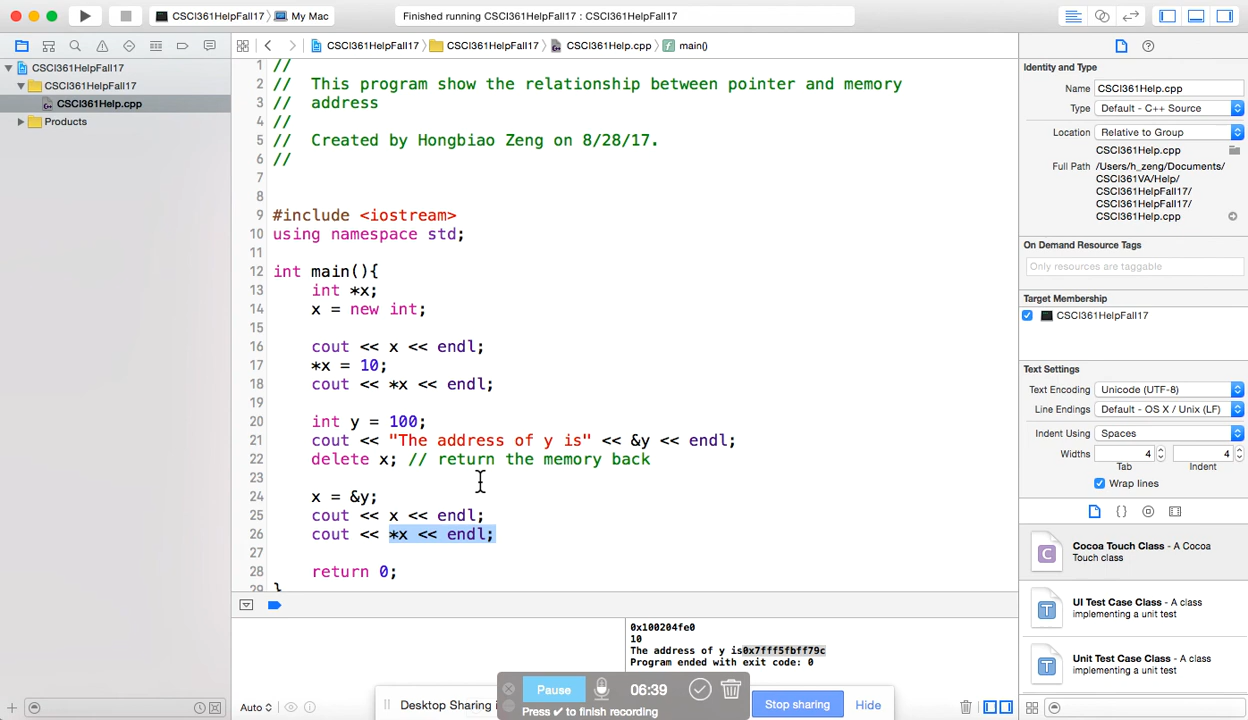 CSCI361HelpFall17 My Mac Finished running CSCI361HelpFall17 : CSCI361HelpFall17
CSCI361HelpFall17 CSCI361HelpFall17 CSCI361Help.cpp main()
CSCI361HelpFall17
CSCI361HelpFall17
CSCI361Help.cpp
Products
1 //
2 // This program show the relationship between pointer and memory
3 // address
4 //
5 // Created by Hongbiao Zeng on 8/28/17.
6 //
7
8
9 #include <iostream>
10 using namespace std;
11
12 int main(){
13 int *x;
14 x = new int;
15
16 cout << x << endl;
17 *x = 10;
18 cout << *x << endl;
19
20 int y = 100;
21 cout << "The address of y is" << &y << endl;
22 delete x; // return the memory back
23
24 x = &y;
25 cout << x << endl;
26 cout << *x << endl;
27
28 return 0;
29 }
Auto
0x100204fe0
10
The address of y is0x7fff5fbff79c
Program ended with exit code: 0
Pause 06:39
Press ✓ to finish recording
Desktop Sharing
Stop sharing Hide
Identity and Type
Name CSCI361Help.cpp
Type Default - C++ Source
Location Relative to Group
CSCI361Help.cpp
Full Path /Users/h_zeng/Documents/
CSCI361VA/Help/
CSCI361HelpFall17/
CSCI361HelpFall17/
CSCI361Help.cpp
On Demand Resource Tags
Only resources are taggable
Target Membership
CSCI361HelpFall17
Text Settings
Text Encoding Unicode (UTF-8)
Line Endings Default - OS X / Unix (LF)
Indent Using Spaces
Widths 4 4
Tab Indent
Wrap lines
Cocoa Touch Class - A Cocoa
Touch class
UI Test Case Class - A class
implementing a unit test
Unit Test Case Class - A class
implementing a unit test